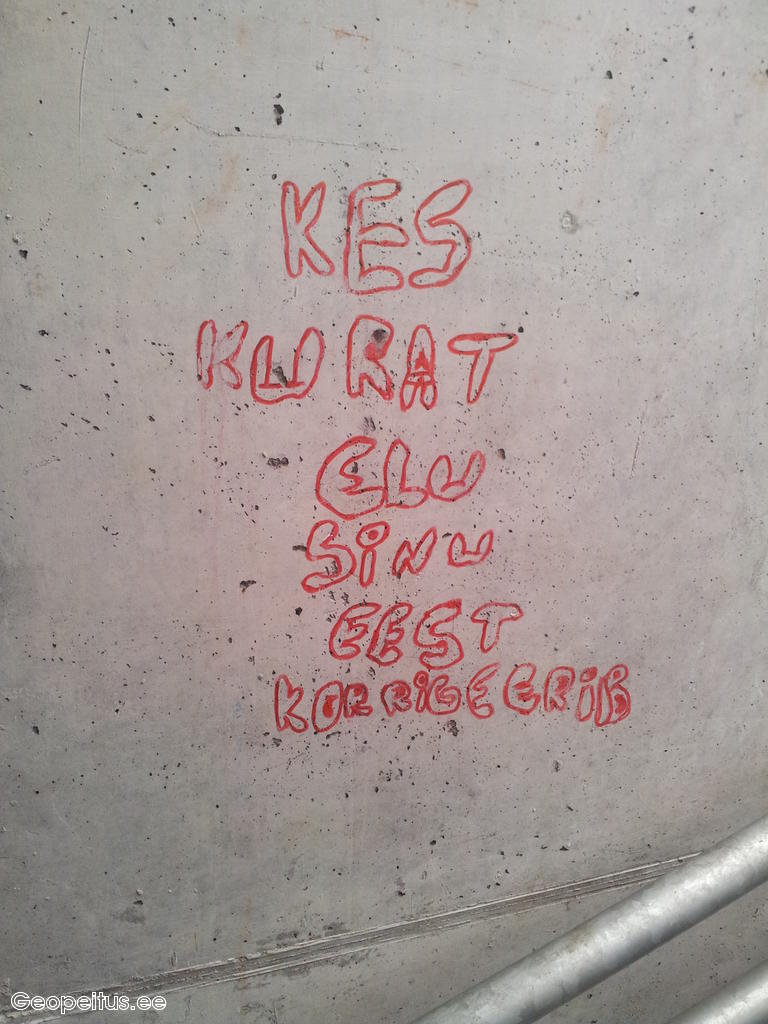 KES
KURAT
ELU
SiNU
EEST
KORRiGEERiB
Geopeitus.ee